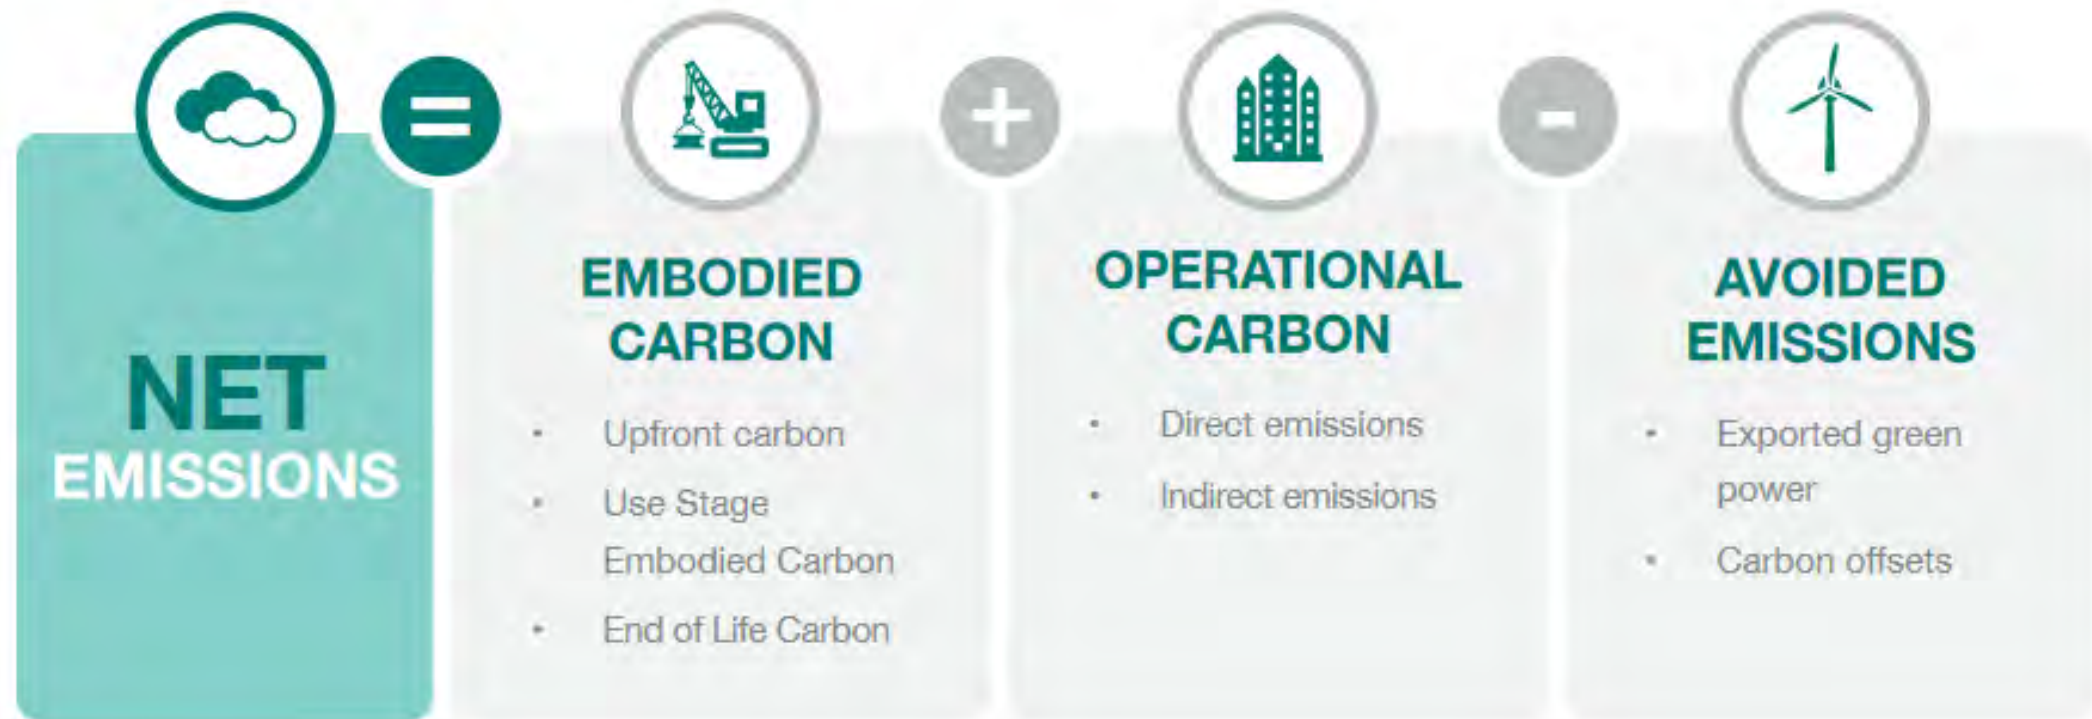 =
+
-
NET
EMISSIONS
EMBODIED
CARBON
• Upfront carbon
• Use Stage
Embodied Carbon
• End of Life Carbon
OPERATIONAL
CARBON
• Direct emissions
• Indirect emissions
AVOIDED
EMISSIONS
• Exported green
power
• Carbon offsets